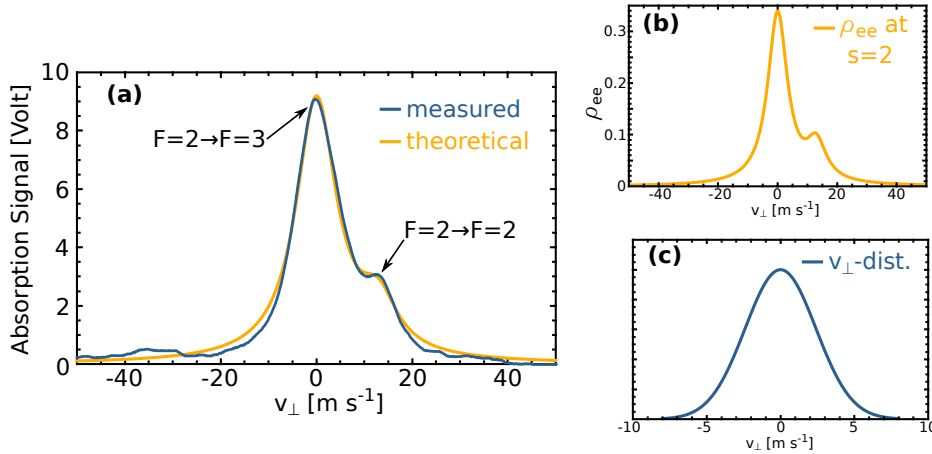 (a)
measured
theoretical
F=2→F=3
F=2→F=2
Absorption Signal [Volt]
10
8
6
4
2
0
-40
-20
0
20
40
v⊥ [m s⁻¹]
(b)
ρee at
s=2
ρee
0.3
0.1
0
-40
-20
0
20
40
v⊥ [m s⁻¹]
(c)
v⊥-dist.
-10
-5
0
5
10
v⊥ [m s⁻¹]